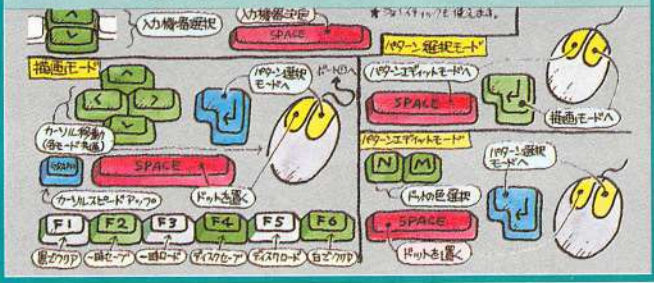 入力機器選択
入力機器決定
SPACE
★ジョイスティックも使えます。
描画モード
カーソル移動
(各モード共通)
パターン選択
モードへ
ポート①へ
GRAPH
SPACE
カーソルスピードアップ
ドットを置く
F1 F2 F3 F4 F5 F6
黒でクリア 一時セーブ 一時ロード ディスクセーブ ディスクロード 白でクリア
パターン選択モード
パターンエディットモードへ
SPACE
描画モードへ
パターンエディットモード
N M
ドットの色選択
パターン選択
モードへ
SPACE
ドットを置く